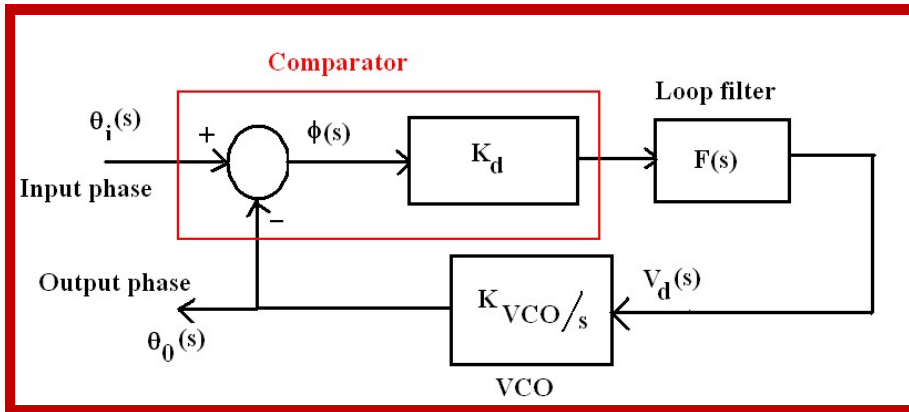 Comparator
Loop filter
θi(s)
+
ϕ(s)
Kd
F(s)
Input phase
−
Output phase
KVCO/s
Vd(s)
θ0(s)
VCO